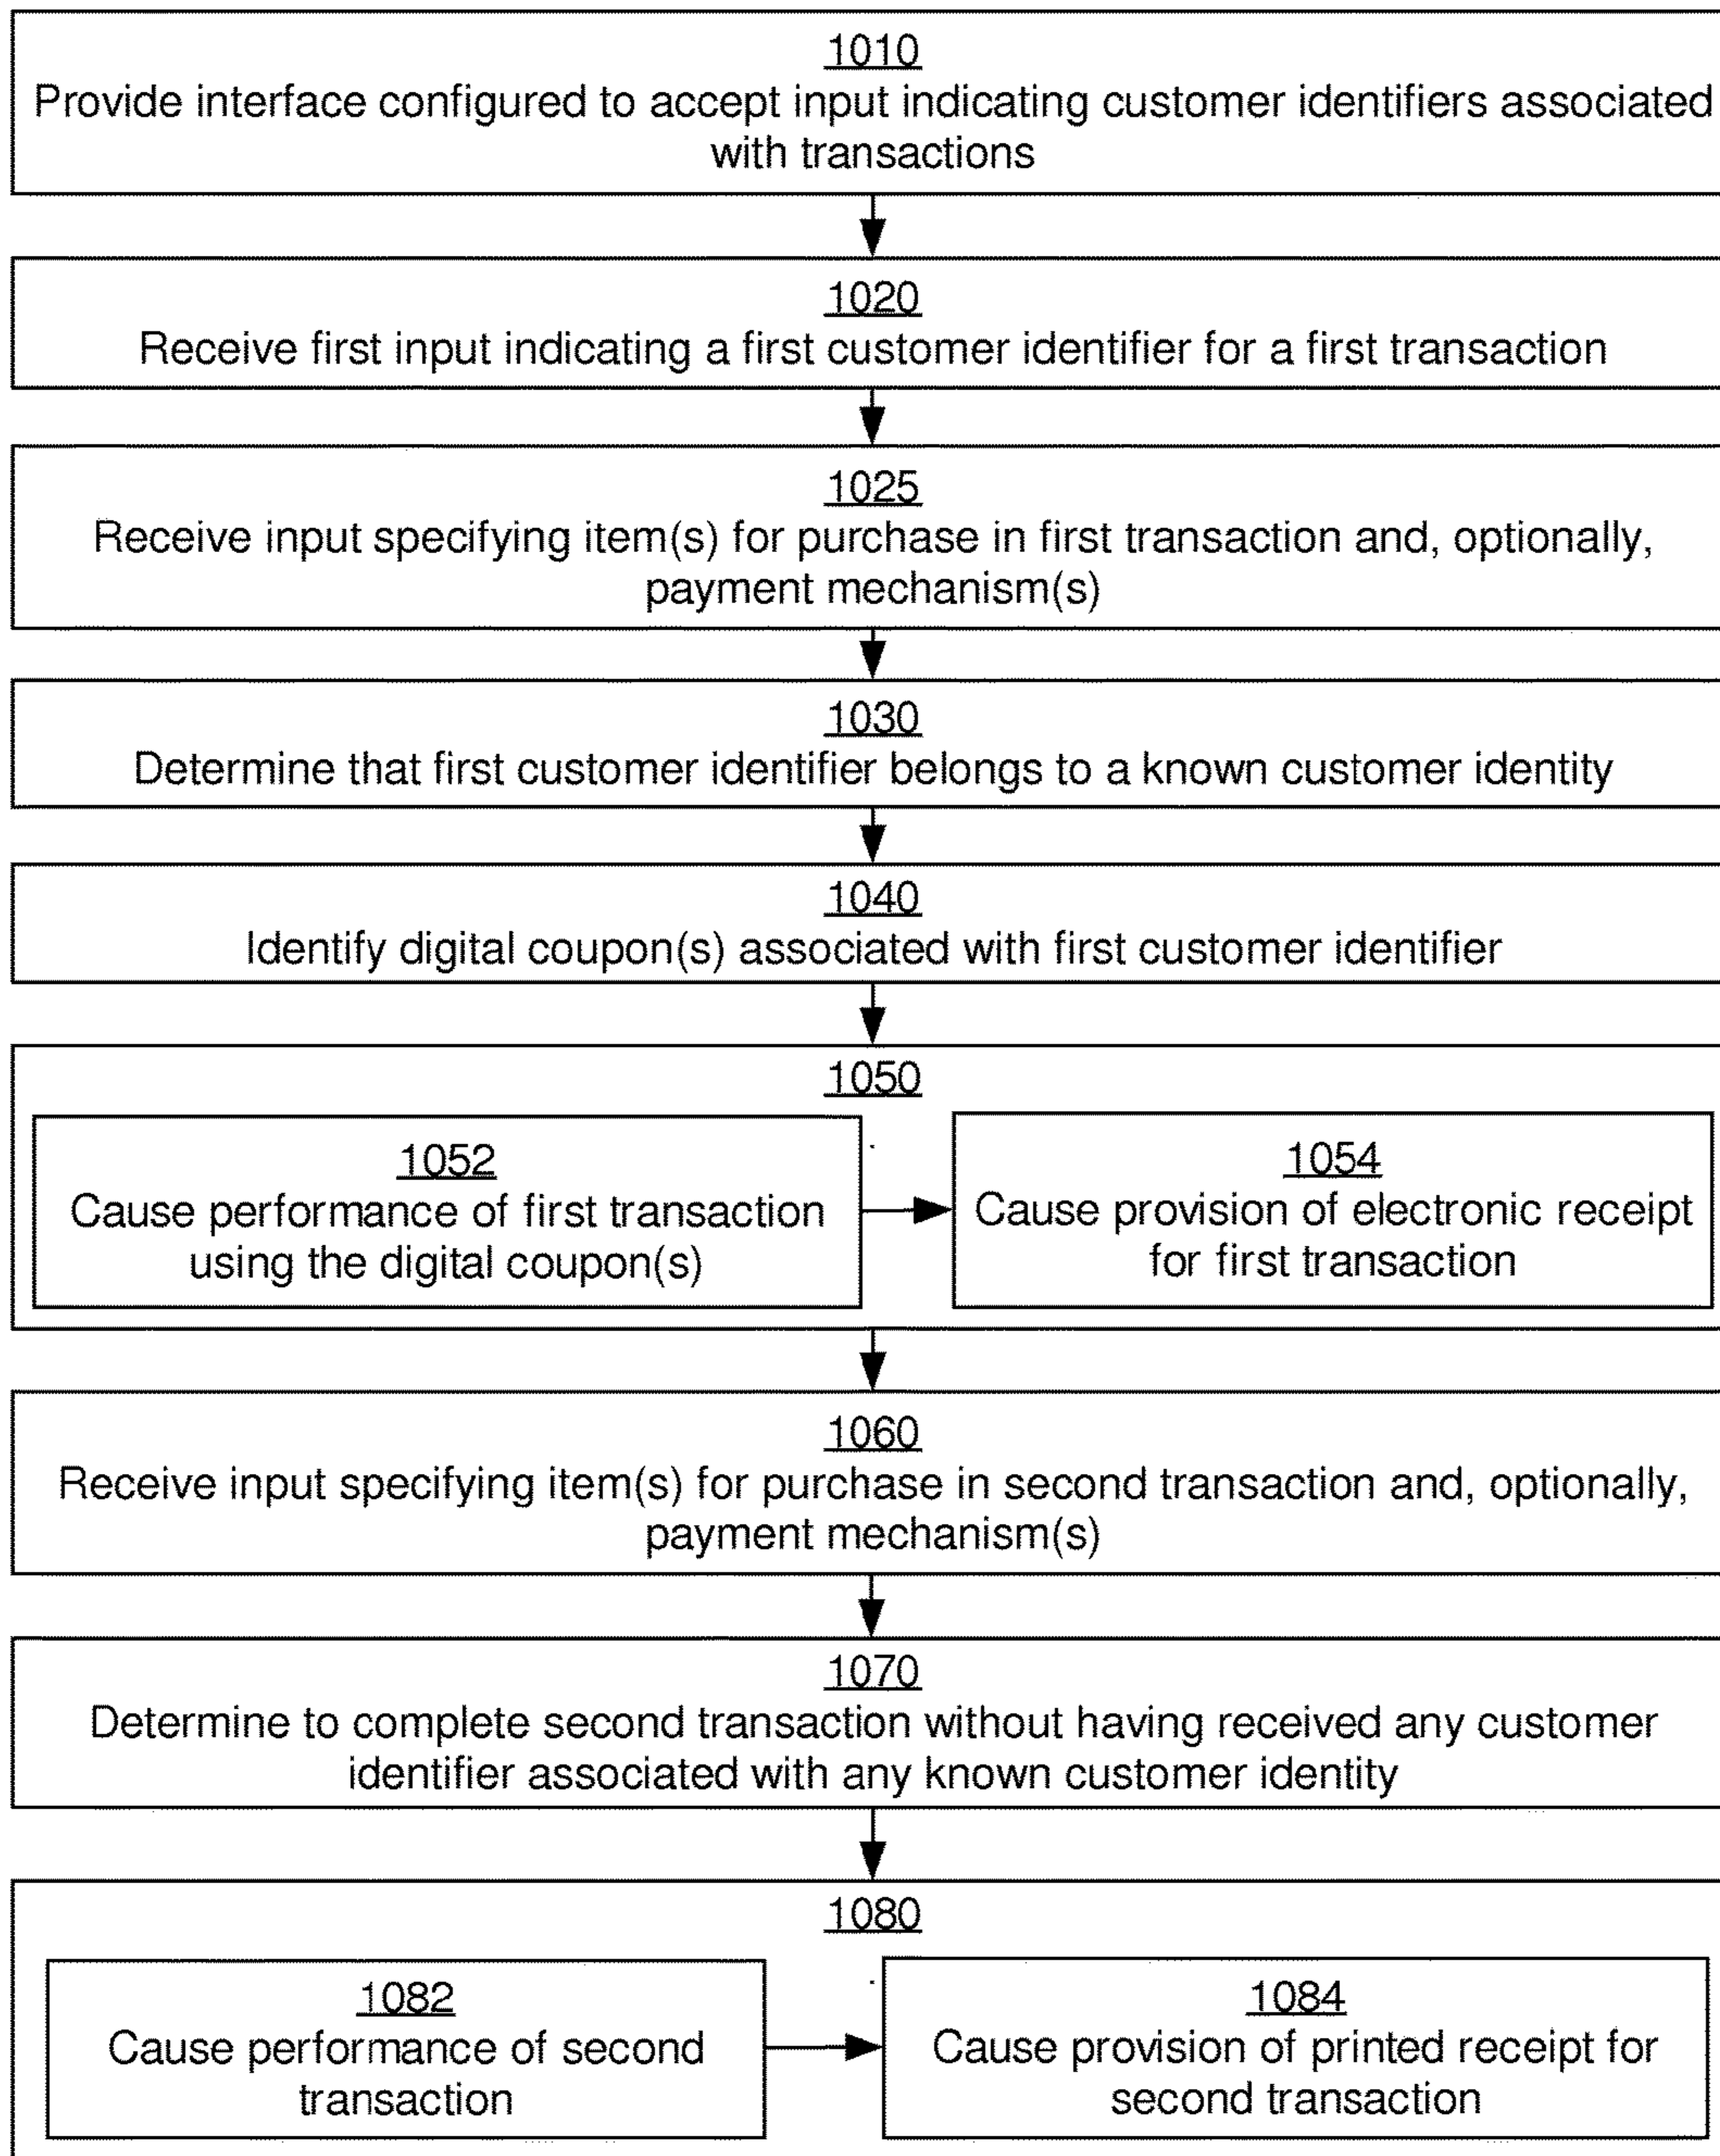 1010
Provide interface configured to accept input indicating customer identifiers associated
with transactions
1020
Receive first input indicating a first customer identifier for a first transaction
1025
Receive input specifying item(s) for purchase in first transaction and, optionally,
payment mechanism(s)
1030
Determine that first customer identifier belongs to a known customer identity
1040
Identify digital coupon(s) associated with first customer identifier
1050
1052
Cause performance of first transaction
using the digital coupon(s)
1054
Cause provision of electronic receipt
for first transaction
1060
Receive input specifying item(s) for purchase in second transaction and, optionally,
payment mechanism(s)
1070
Determine to complete second transaction without having received any customer
identifier associated with any known customer identity
1080
1082
Cause performance of second
transaction
1084
Cause provision of printed receipt for
second transaction